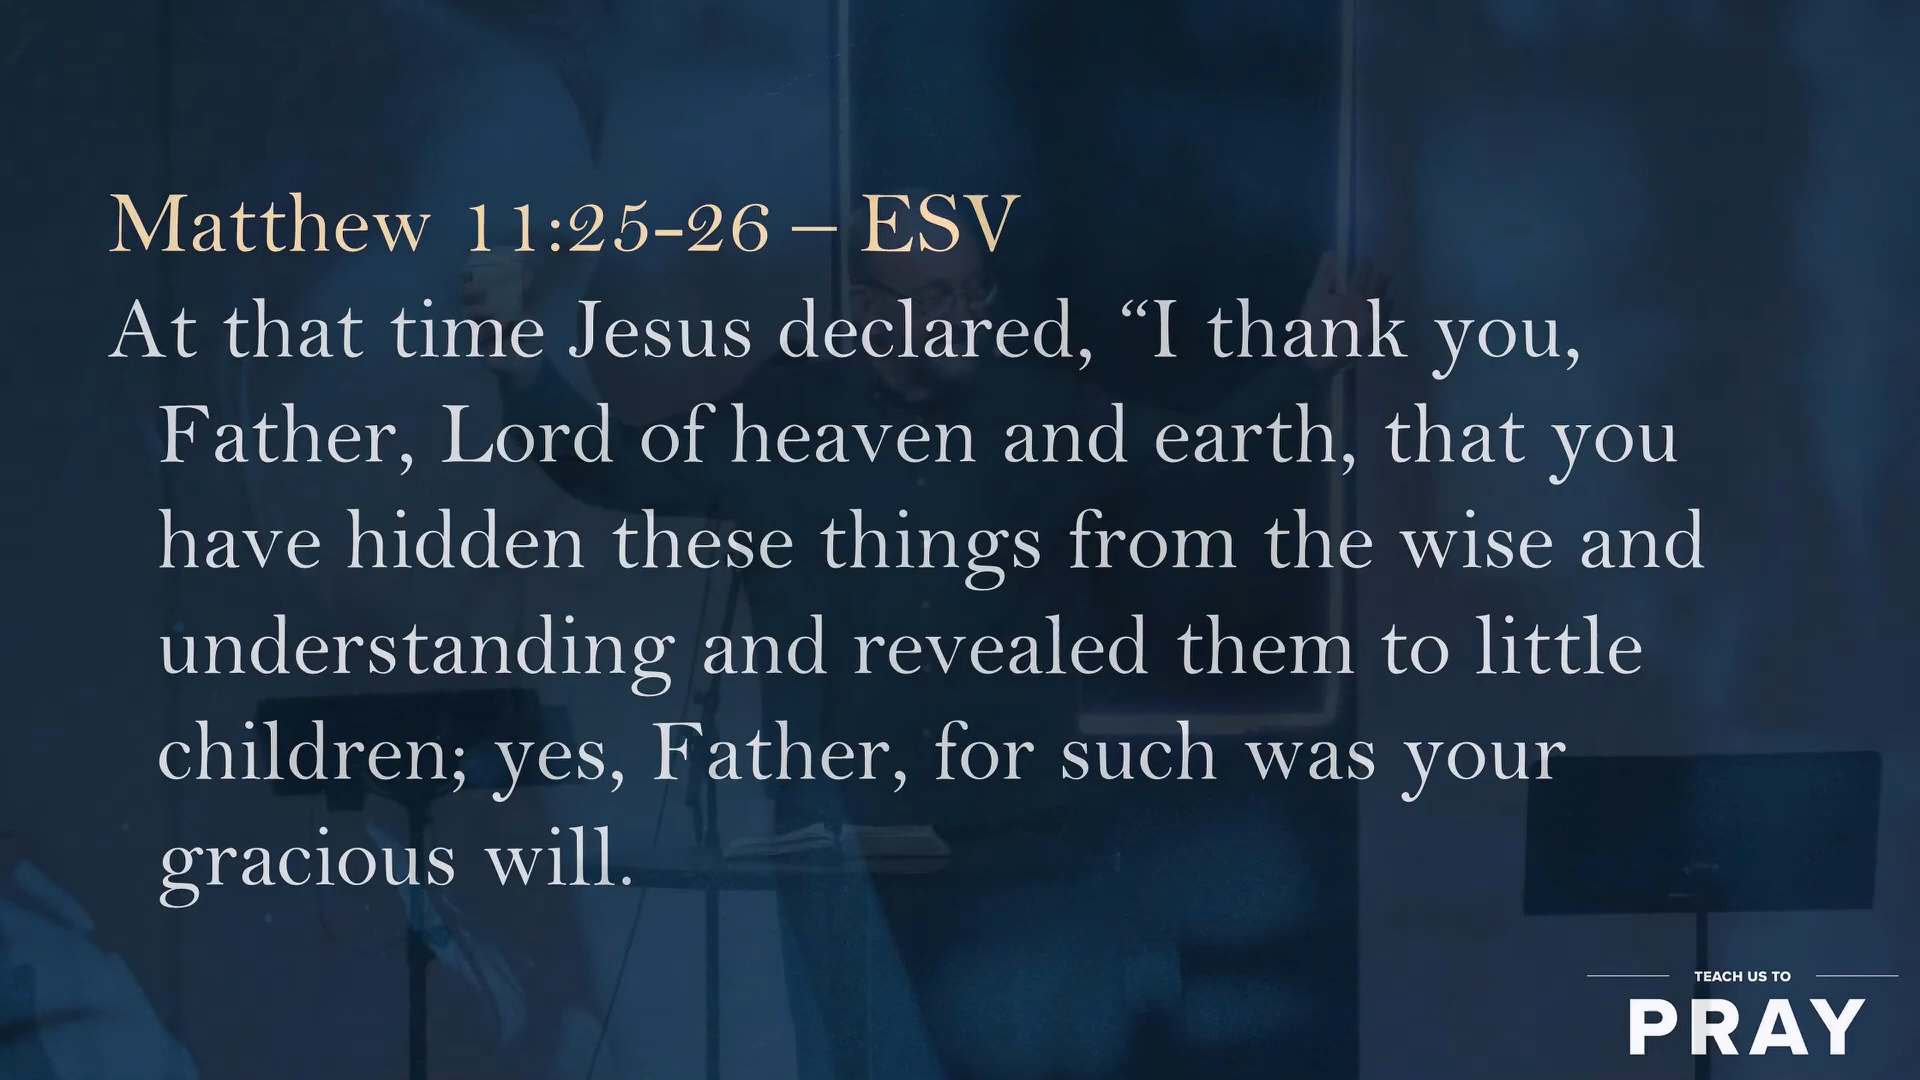 Matthew 11:25-26 – ESV
At that time Jesus declared, “I thank you,
Father, Lord of heaven and earth, that you
have hidden these things from the wise and
understanding and revealed them to little
children; yes, Father, for such was your
gracious will.
TEACH US TO
PRAY